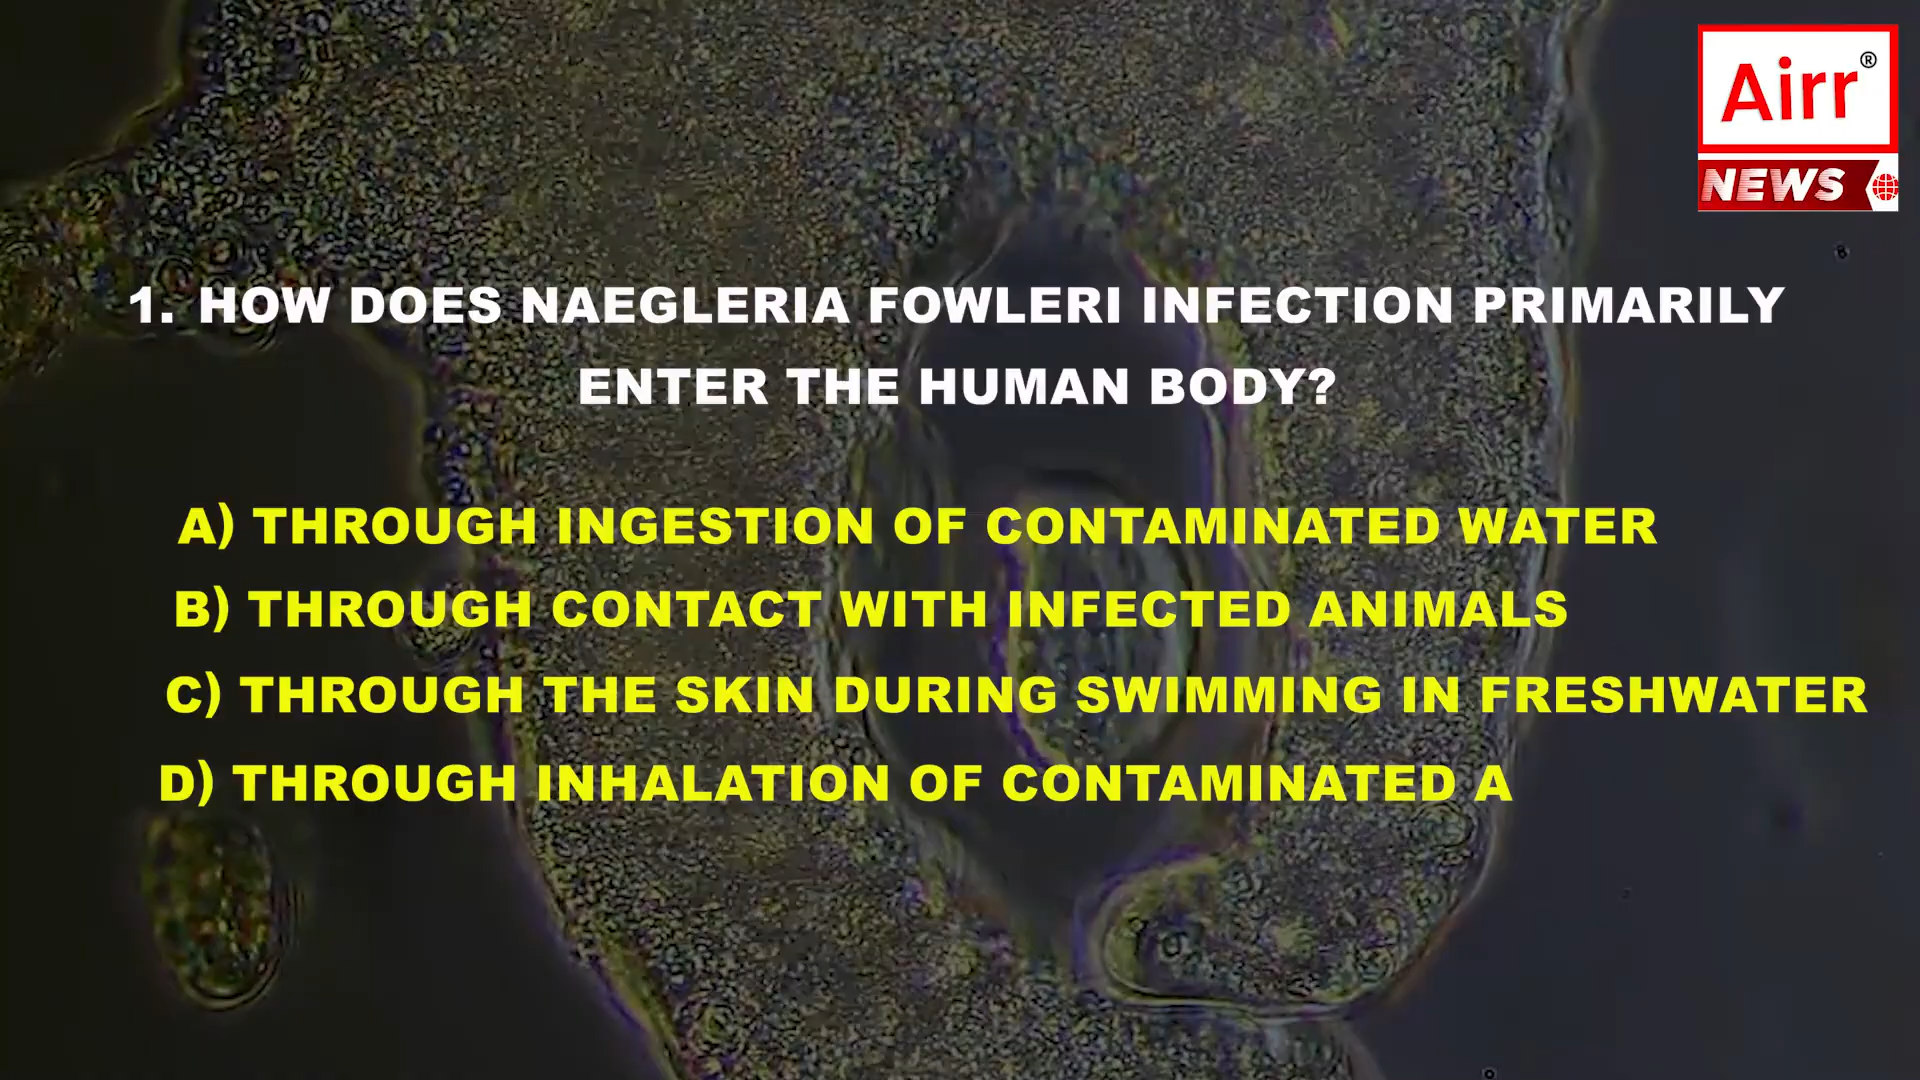 Airr®
NEWS
1. HOW DOES NAEGLERIA FOWLERI INFECTION PRIMARILY
ENTER THE HUMAN BODY?
A) THROUGH INGESTION OF CONTAMINATED WATER
B) THROUGH CONTACT WITH INFECTED ANIMALS
C) THROUGH THE SKIN DURING SWIMMING IN FRESHWATER
D) THROUGH INHALATION OF CONTAMINATED A